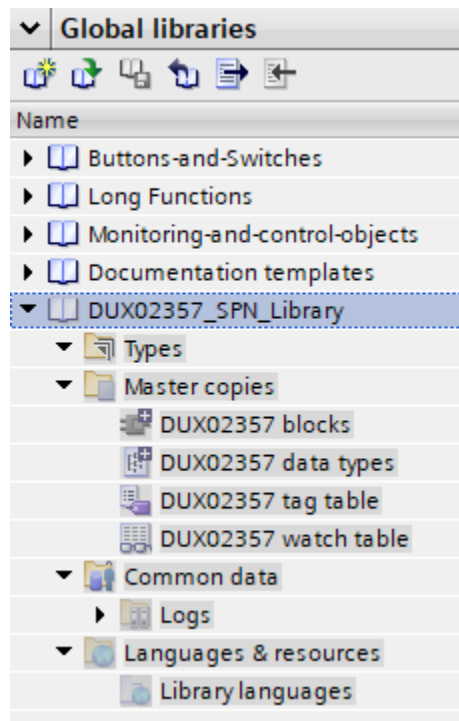 Global libraries
Name
Buttons-and-Switches
Long Functions
Monitoring-and-control-objects
Documentation templates
DUX02357_SPN_Library
Types
Master copies
DUX02357 blocks
DUX02357 data types
DUX02357 tag table
DUX02357 watch table
Common data
Logs
Languages & resources
Library languages